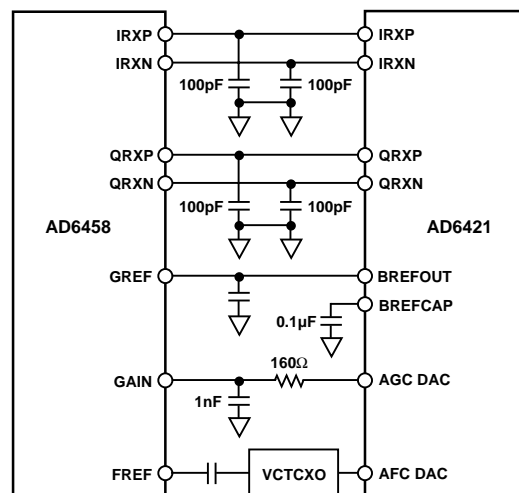 IRXP IRXP
IRXN IRXN
100pF 100pF
QRXP QRXP
QRXN QRXN
100pF 100pF
AD6458 AD6421
GREF BREFOUT
BREFCAP
0.1µF
160Ω
GAIN AGC DAC
1nF
FREF VCTCXO AFC DAC